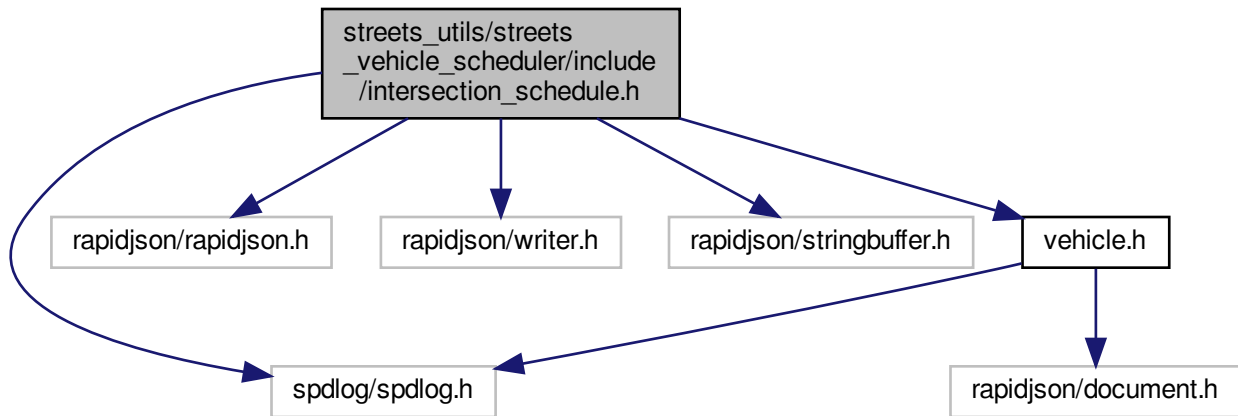 streets_utils/streets
_vehicle_scheduler/include
/intersection_schedule.h
rapidjson/rapidjson.h
rapidjson/writer.h
rapidjson/stringbuffer.h
vehicle.h
spdlog/spdlog.h
rapidjson/document.h